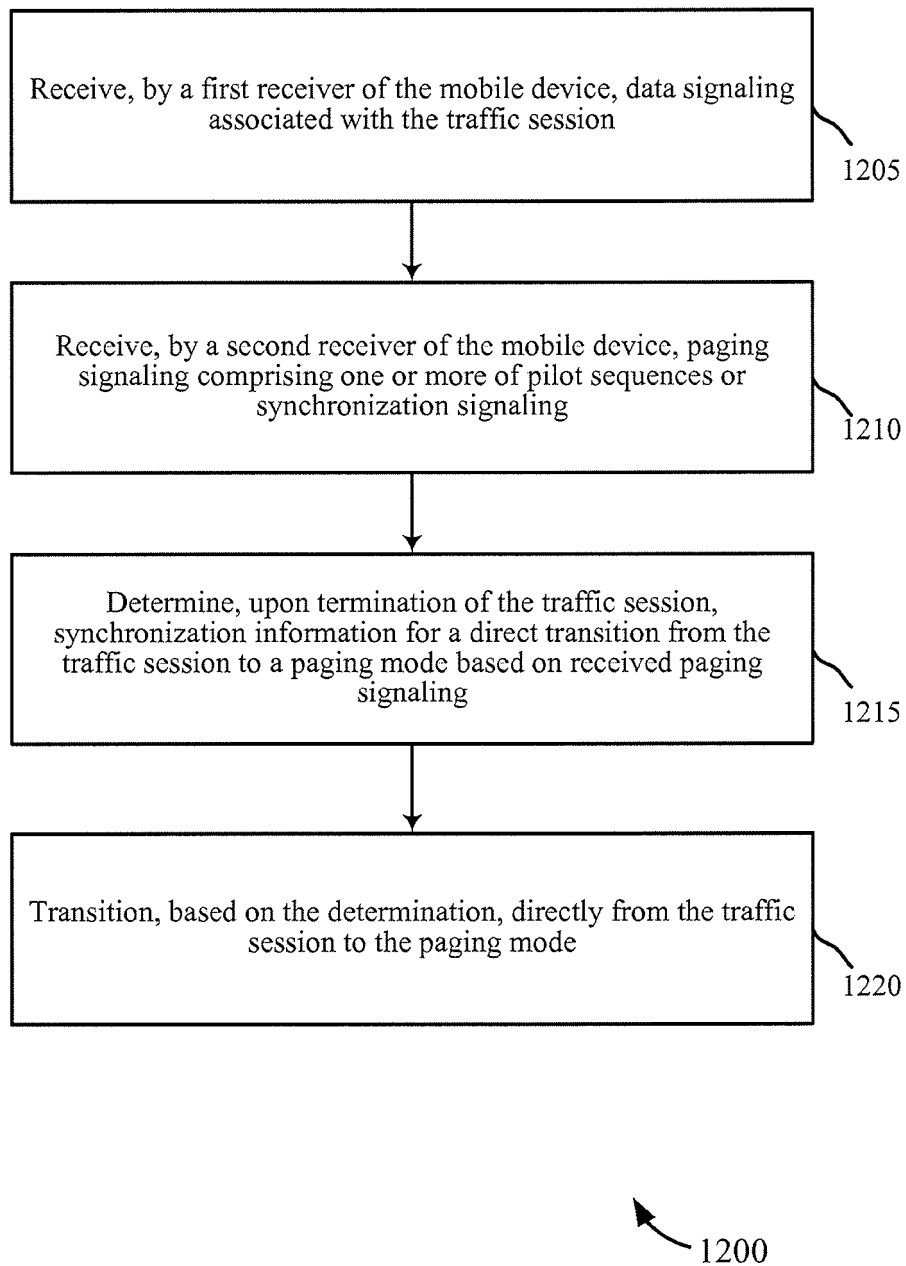 Receive, by a first receiver of the mobile device, data signaling
associated with the traffic session
1205
Receive, by a second receiver of the mobile device, paging
signaling comprising one or more of pilot sequences or
synchronization signaling
1210
Determine, upon termination of the traffic session,
synchronization information for a direct transition from the
traffic session to a paging mode based on received paging
signaling
1215
Transition, based on the determination, directly from the traffic
session to the paging mode
1220
1200